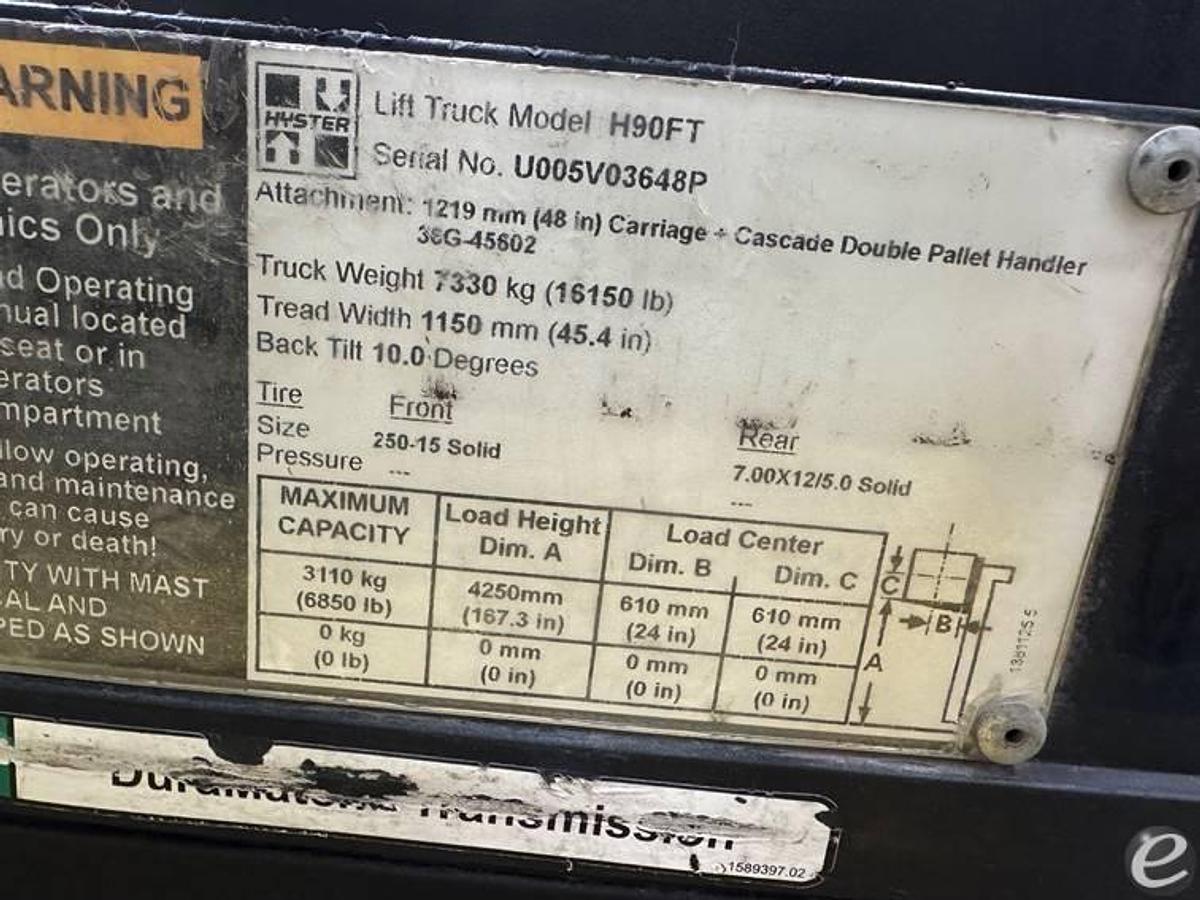 ARNING
erators and
ics Only
d Operating
nual located
seat or in
erators
mpartment
llow operating,
and maintenance
can cause
ry or death!
TY WITH MAST
CAL AND
PED AS SHOWN
HYSTER
Lift Truck Model H90FT
Serial No. U005V03648P
Attachment: 1219 mm (48 in) Carriage + Cascade Double Pallet Handler
Truck Weight 7330 kg (16150 lb)
Tread Width 1150 mm (45.4 in)
Back Tilt 10.0 Degrees
Tire Front Rear
Size 250-15 Solid 7.00X12/5.0 Solid
Pressure --- ---
MAXIMUM CAPACITY Load Height Dim. A Load Center
Dim. B Dim. C
3110 kg 4250mm 610 mm 610 mm
(6850 lb) (167.3 in) (24 in) (24 in)
0 kg 0 mm 0 mm 0 mm
(0 lb) (0 in) (0 in) (0 in)
C
B
A
DuraMatch Transmission
1589397.02
e